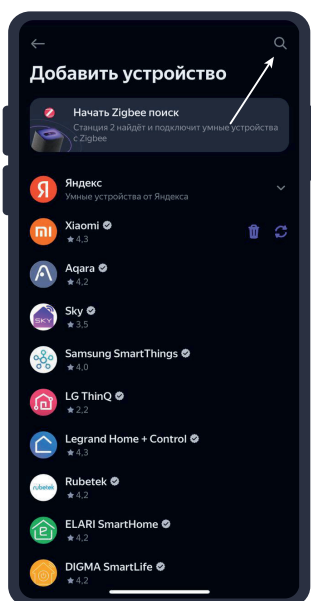 Добавить устройство
Начать Zigbee поиск
Станция 2 найдёт и подключит умные устройства
с Zigbee
Я
Яндекс
Умные устройства от Яндекса
Xiaomi
4,3
Aqara
4,2
SKY
Sky
3,5
Samsung SmartThings
4,0
LG ThinQ
2,2
Legrand Home + Control
4,3
rubetek
Rubetek
4,2
ELARI SmartHome
4,2
DIGMA SmartLife
4,2